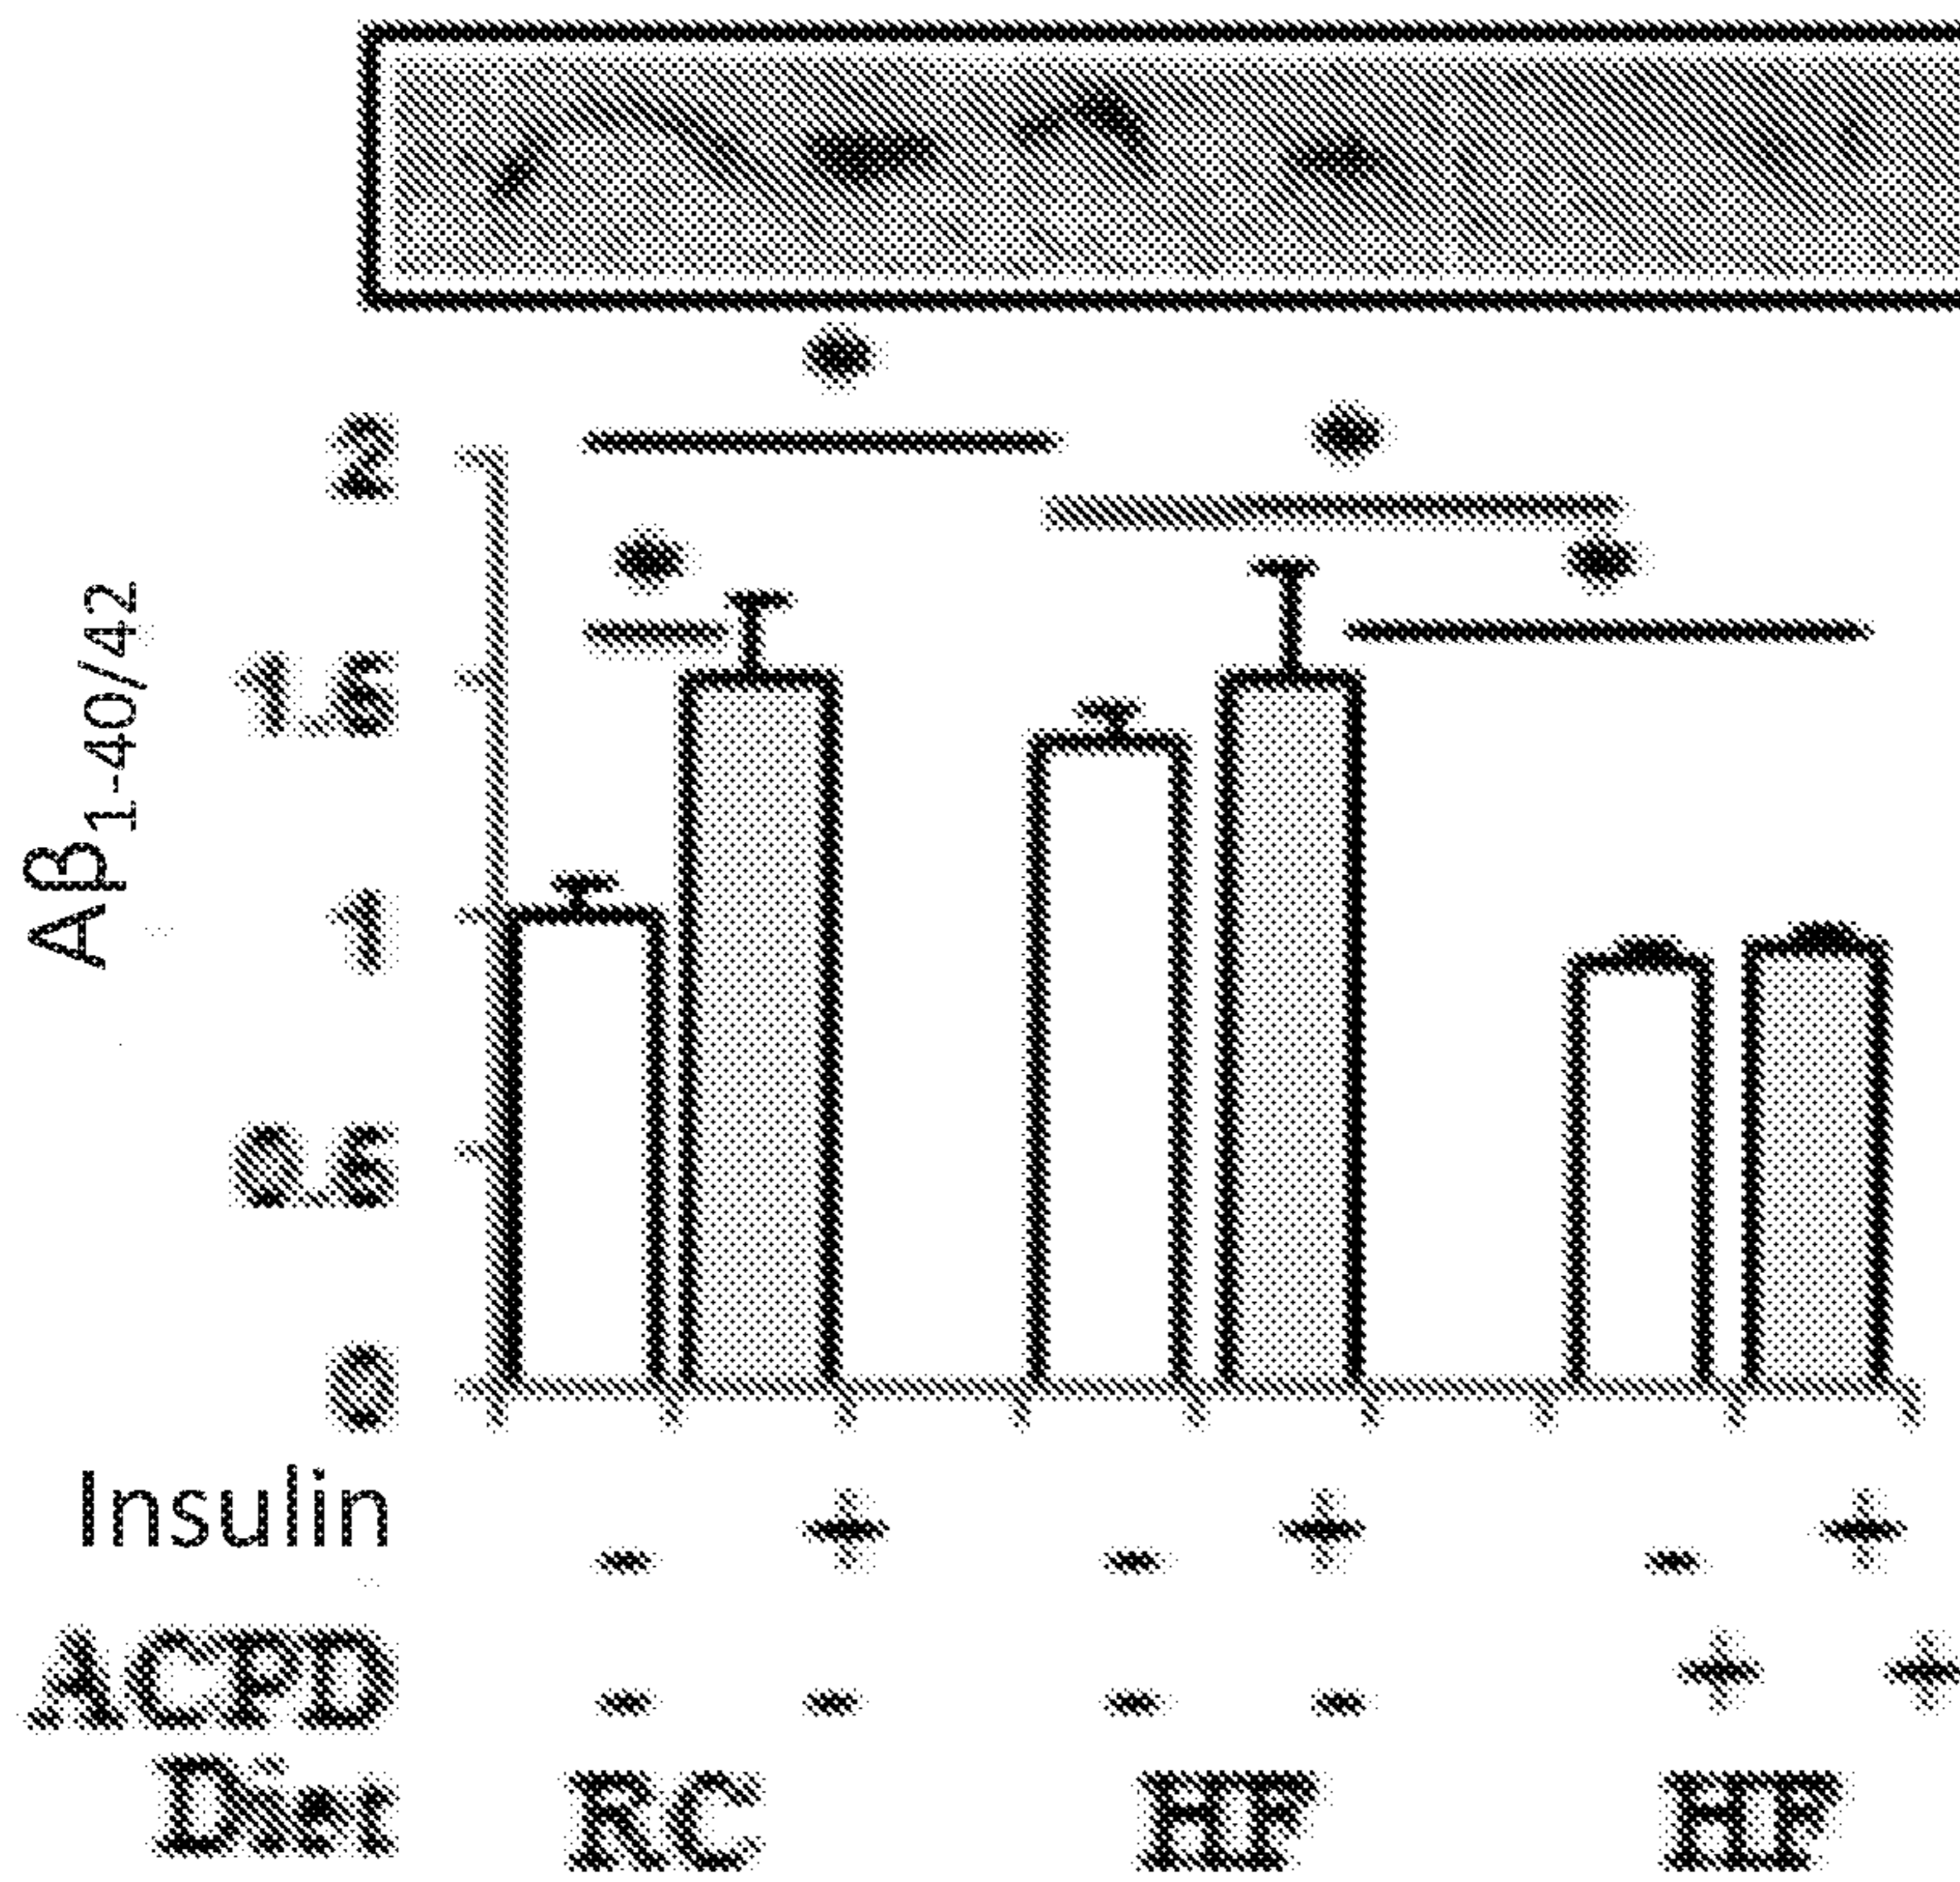 2
1.5
1
0.5
0
Aβ1-40/42
Insulin - + - + - +
ACPD - - - - + +
Diet RC HF HF